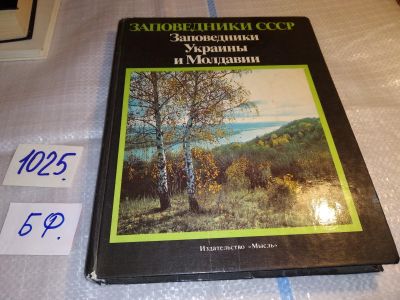 ЗАПОВЕДНИКИ СССР
Заповедники
Украины
и Молдавии
Издательство «Мысль»
1025.
БФ.